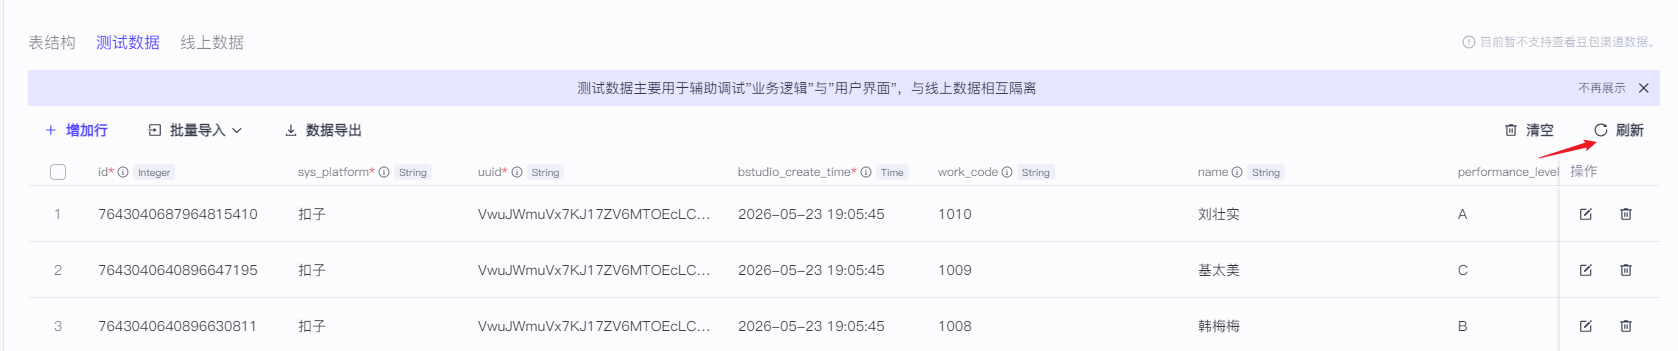 表结构 测试数据 线上数据 目前暂不支持查看豆包渠道数据。
测试数据主要用于辅助调试”业务逻辑”与”用户界面”，与线上数据相互隔离 不再展示
增加行 批量导入 数据导出 清空 刷新
id* Integer sys_platform* String uuid* String bstudio_create_time* Time work_code String name String performance_level 操作
1 7643040687964815410 扣子 VwuJWmuVx7KJ17ZV6MTOEcLC... 2026-05-23 19:05:45 1010 刘壮实 A
2 7643040640896647195 扣子 VwuJWmuVx7KJ17ZV6MTOEcLC... 2026-05-23 19:05:45 1009 基太美 C
3 7643040640896630811 扣子 VwuJWmuVx7KJ17ZV6MTOEcLC... 2026-05-23 19:05:45 1008 韩梅梅 B